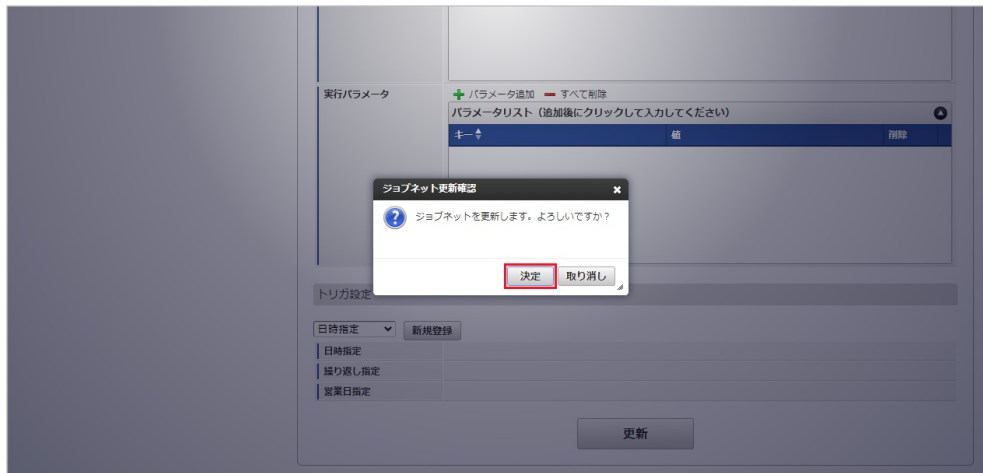 実行パラメータ
パラメータ追加 すべて削除
パラメータリスト（追加後にクリックして入力してください）
キー 値 削除
ジョブネット更新確認
ジョブネットを更新します。よろしいですか？
決定 取り消し
トリガ設定
日時指定 新規登録
日時指定
繰り返し指定
営業日指定
更新